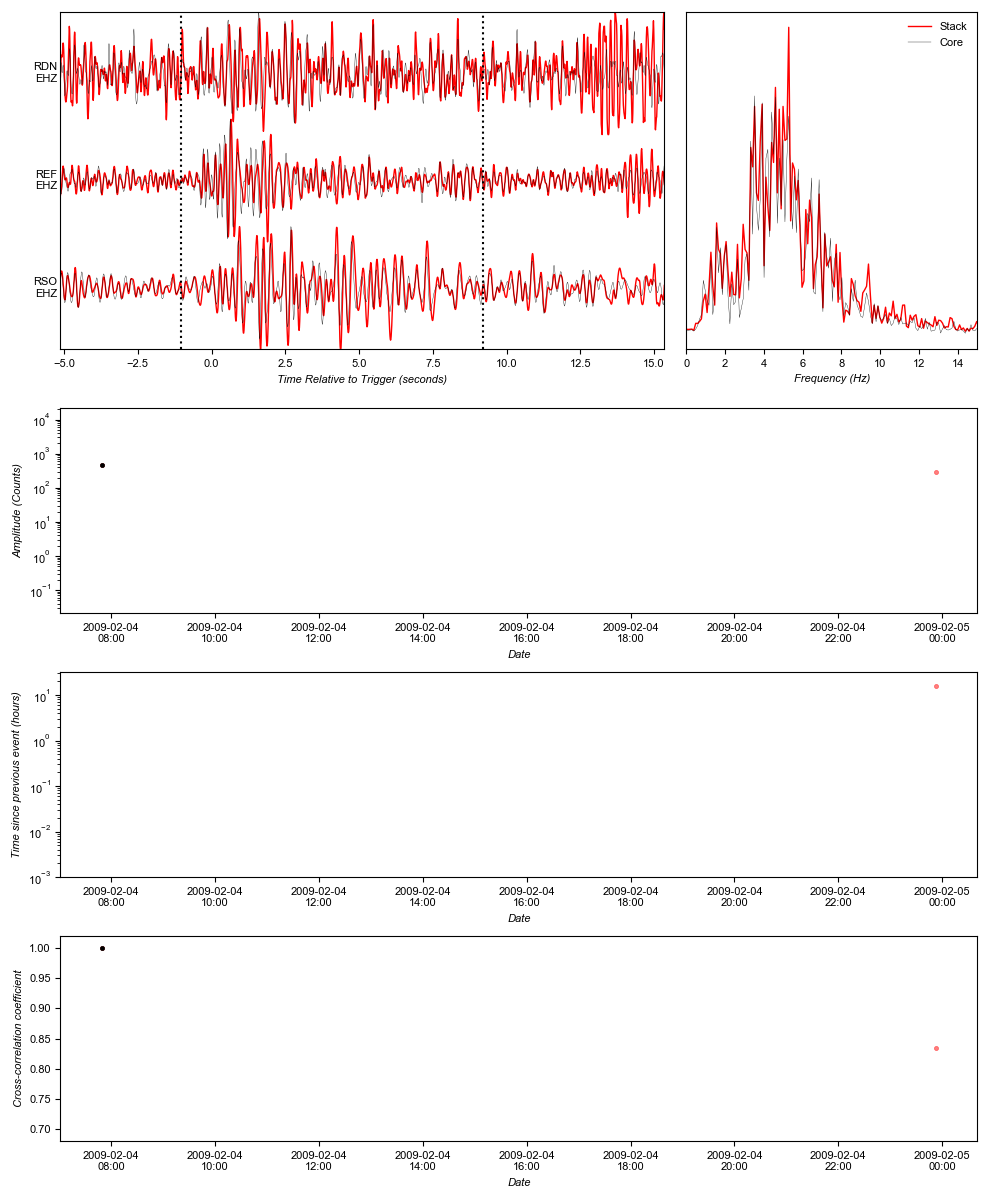 RDN
EHZ
REF
EHZ
RSO
EHZ
−5.0 −2.5 0.0 2.5 5.0 7.5 10.0 12.5 15.0
Time Relative to Trigger (seconds)
Stack
Core
0 2 4 6 8 10 12 14
Frequency (Hz)
10⁴
10³
10²
10¹
10⁰
10⁻¹
Amplitude (Counts)
2009-02-04 2009-02-04 2009-02-04 2009-02-04 2009-02-04 2009-02-04 2009-02-04 2009-02-04 2009-02-05
08:00 10:00 12:00 14:00 16:00 18:00 20:00 22:00 00:00
Date
10¹
10⁰
10⁻¹
10⁻²
10⁻³
Time since previous event (hours)
2009-02-04 2009-02-04 2009-02-04 2009-02-04 2009-02-04 2009-02-04 2009-02-04 2009-02-04 2009-02-05
08:00 10:00 12:00 14:00 16:00 18:00 20:00 22:00 00:00
Date
1.00
0.95
0.90
0.85
0.80
0.75
0.70
Cross-correlation coefficient
2009-02-04 2009-02-04 2009-02-04 2009-02-04 2009-02-04 2009-02-04 2009-02-04 2009-02-04 2009-02-05
08:00 10:00 12:00 14:00 16:00 18:00 20:00 22:00 00:00
Date